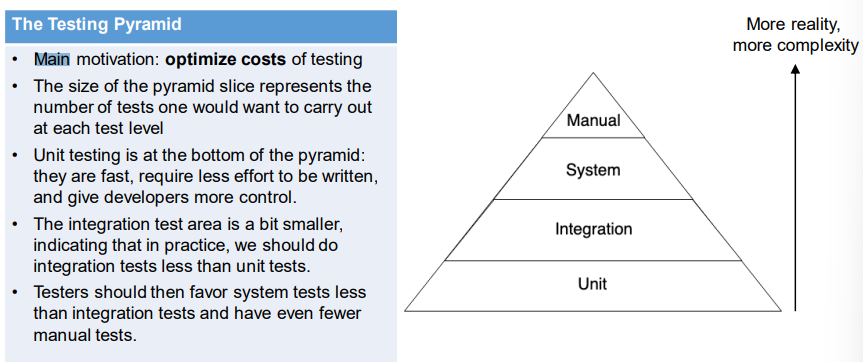 The Testing Pyramid
• Main motivation: optimize costs of testing
• The size of the pyramid slice represents the
number of tests one would want to carry out
at each test level
• Unit testing is at the bottom of the pyramid:
they are fast, require less effort to be written,
and give developers more control.
• The integration test area is a bit smaller,
indicating that in practice, we should do
integration tests less than unit tests.
• Testers should then favor system tests less
than integration tests and have even fewer
manual tests.
More reality,
more complexity
Manual
System
Integration
Unit